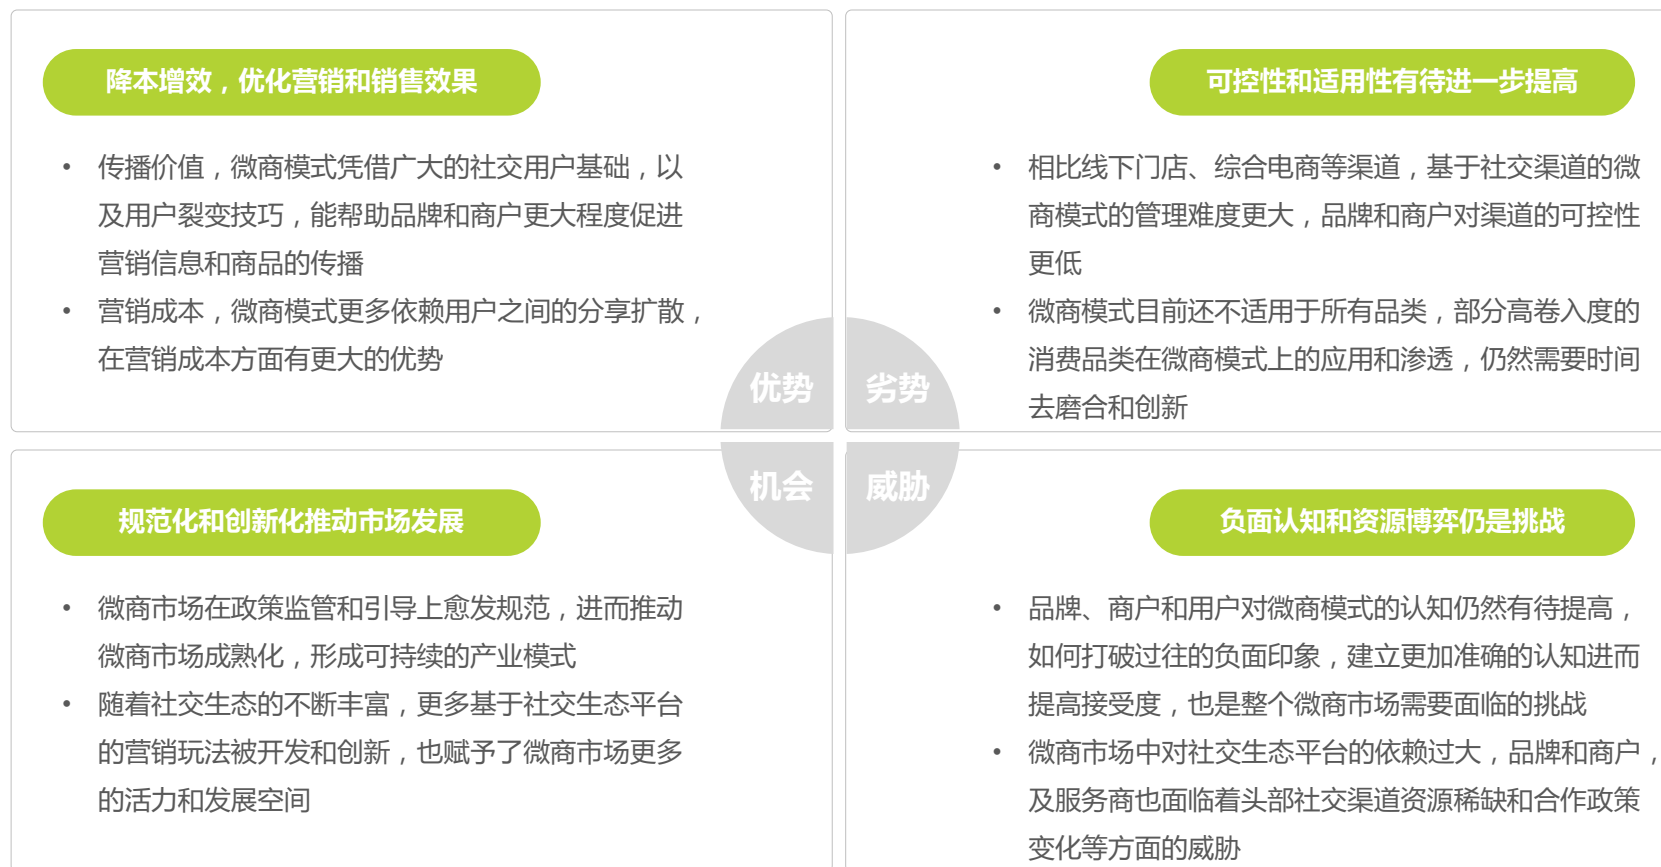 降本增效，优化营销和销售效果
• 传播价值，微商模式凭借广大的社交用户基础，以
及用户裂变技巧，能帮助品牌和商户更大程度促进
营销信息和商品的传播
• 营销成本，微商模式更多依赖用户之间的分享扩散，
在营销成本方面有更大的优势
优势
可控性和适用性有待进一步提高
• 相比线下门店、综合电商等渠道，基于社交渠道的微
商模式的管理难度更大，品牌和商户对渠道的可控性
更低
• 微商模式目前还不适用于所有品类，部分高卷入度的
消费品类在微商模式上的应用和渗透，仍然需要时间
去磨合和创新
劣势
机会
规范化和创新化推动市场发展
• 微商市场在政策监管和引导上愈发规范，进而推动
微商市场成熟化，形成可持续的产业模式
• 随着社交生态的不断丰富，更多基于社交生态平台
的营销玩法被开发和创新，也赋予了微商市场更多
的活力和发展空间
威胁
负面认知和资源博弈仍是挑战
• 品牌、商户和用户对微商模式的认知仍然有待提高，
如何打破过往的负面印象，建立更加准确的认知进而
提高接受度，也是整个微商市场需要面临的挑战
• 微商市场中对社交生态平台的依赖过大，品牌和商户，
及服务商也面临着头部社交渠道资源稀缺和合作政策
变化等方面的威胁